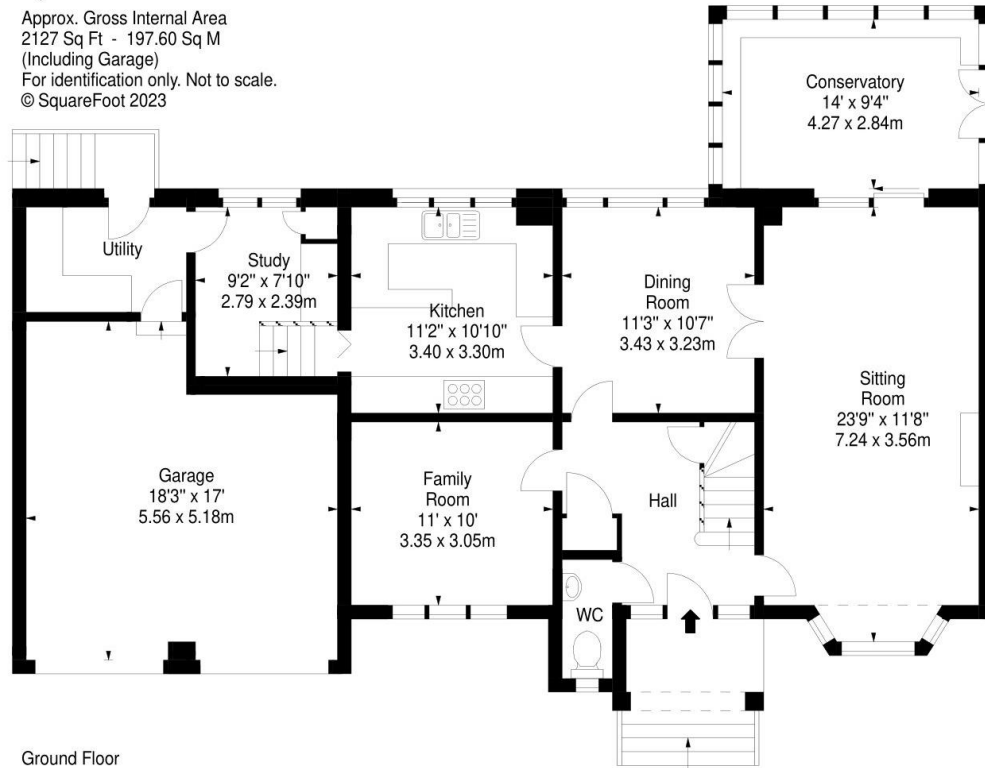 Approx. Gross Internal Area
2127 Sq Ft - 197.60 Sq M
(Including Garage)
For identification only. Not to scale.
© SquareFoot 2023
Conservatory
14' x 9'4"
4.27 x 2.84m
Utility
Study
9'2" x 7'10"
2.79 x 2.39m
Kitchen
11'2" x 10'10"
3.40 x 3.30m
Dining
Room
11'3" x 10'7"
3.43 x 3.23m
Sitting
Room
23'9" x 11'8"
7.24 x 3.56m
Garage
18'3" x 17'
5.56 x 5.18m
Family
Room
11' x 10'
3.35 x 3.05m
Hall
WC
Ground Floor